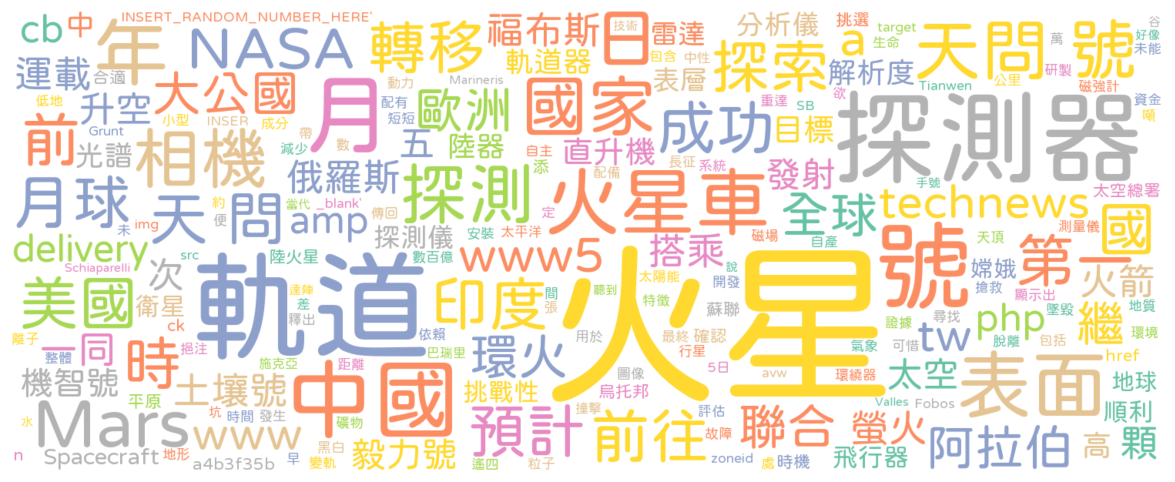 cb
中
INSERT_RANDOM_NUMBER_HERE'
年
NASA
轉移
福布斯
日
技術
雷達
分析儀
挑選
target
谷
好像
未能
生命
萬
天問
號
運載
合適
動力
Marineris
軌道器
包含
中性
表層
探索
a
解析度
Tianwen
公里
研製
磁強計
資金
噸
低地
升空
大公國
小型
月
配有
短短
歐洲
國家
重達
SB
欲
成功
目標
探測器
前
Grunt
INSER
成分
帶
數
五
陸器
自主
添
直升機
光譜
相機
減少
俄羅斯
長征
系統
配備
發射
手號
太空總署
月球
天問
約
便
當代
_blank'
傳回
amp
探測
定
火星車
全球
technews
國
未
img
探測儀
安裝
太平洋
搭乘
磁場
自產
天頂
測量儀
delivery
Schiaparelli
次
src
陸火星
數百億
www5
太陽能
說
開發
號
嫦娥
搶救
第一
顯示出
火箭
美國
衛星
達陣
差
釋出
軌道
印度
間
張
聽到
特徵
火星
蘇聯
證據
尋找
tw
php
脫離
墜毀
繼
地質
環境
離子
一同
整體
ck
挹注
時
施克亞
距離
中國
依賴
巴瑞里
環火
用於
圖像
最終
確認
行星
5日
氣象
可惜
包括
href
機智號
平原
土壤號
挑戰性
烏托邦
avw
環繞器
太空
表面
地球
水
Mars
坑
時間
發生
礦物
預計
撞擊
前往
評估
故障
聯合
螢火
Valles
Fobos
順利
n
Spacecraft
地形
www
a4b3f35b
早
黑白
變軌
毅力號
遙四
粒子
zoneid
處
時機
飛行器
阿拉伯
高
顆